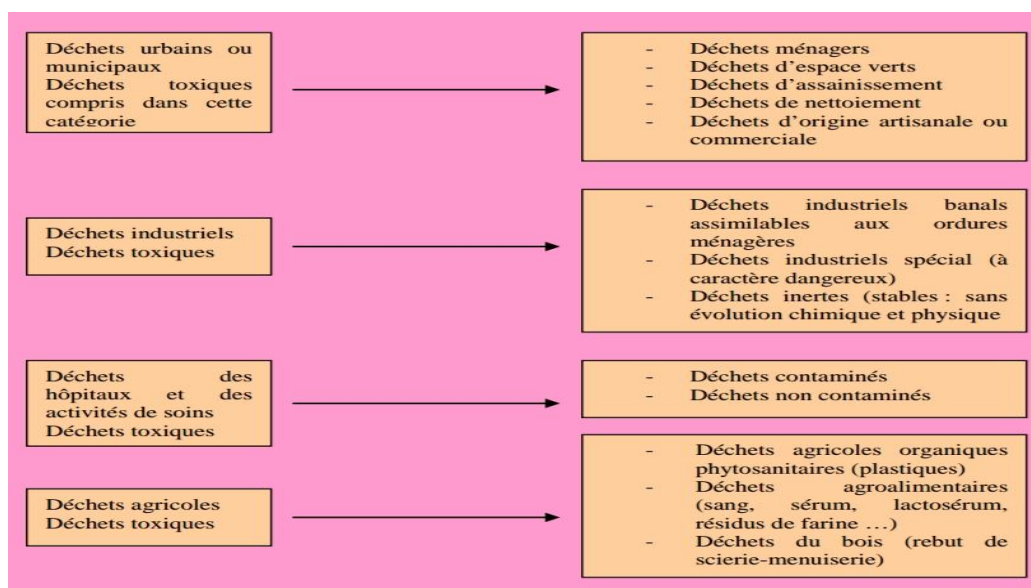 Déchets urbains ou
municipaux
Déchets toxiques
compris dans cette
catégorie
- Déchets ménagers
- Déchets d'espace verts
- Déchets d'assainissement
- Déchets de nettoiement
- Déchets d'origine artisanale ou
commerciale
Déchets industriels
Déchets toxiques
- Déchets industriels banals
assimilables aux ordures
ménagères
- Déchets industriels spécial (à
caractère dangereux)
- Déchets inertes (stables : sans
évolution chimique et physique
Déchets des
hôpitaux et des
activités de soins
Déchets toxiques
- Déchets contaminés
- Déchets non contaminés
Déchets agricoles
Déchets toxiques
- Déchets agricoles organiques
phytosanitaires (plastiques)
- Déchets agroalimentaires
(sang, sérum, lactosérum,
résidus de farine ...)
- Déchets du bois (rebut de
scierie-menuiserie)